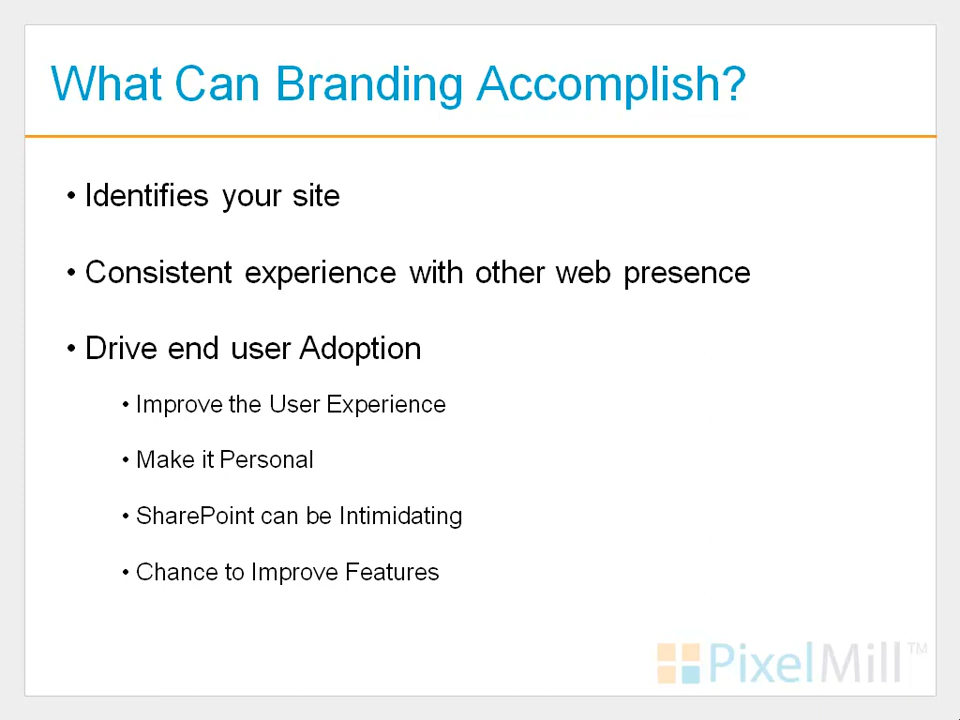 What Can Branding Accomplish?
• Identifies your site
• Consistent experience with other web presence
• Drive end user Adoption
• Improve the User Experience
• Make it Personal
• SharePoint can be Intimidating
• Chance to Improve Features
PixelMill™